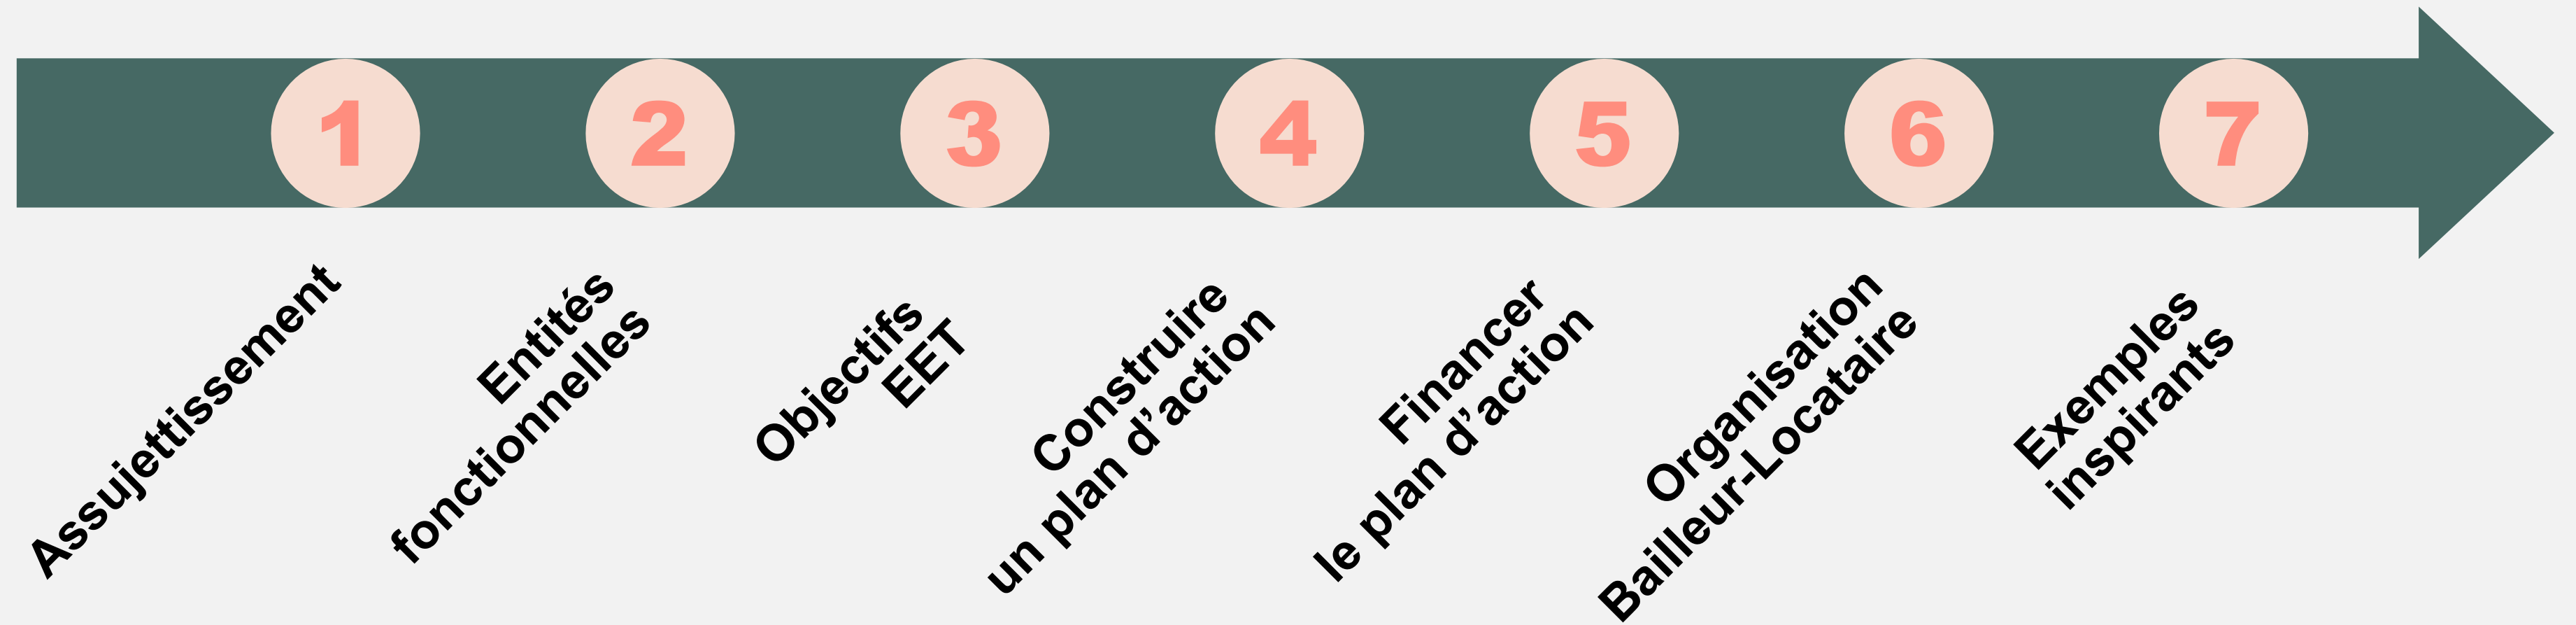 1
2
3
4
5
6
7
Assujettissement
Entités
fonctionnelles
Objectifs
EET
Construire
un plan d’action
Financer
le plan d’action
Organisation
Bailleur-Locataire
Exemples
inspirants